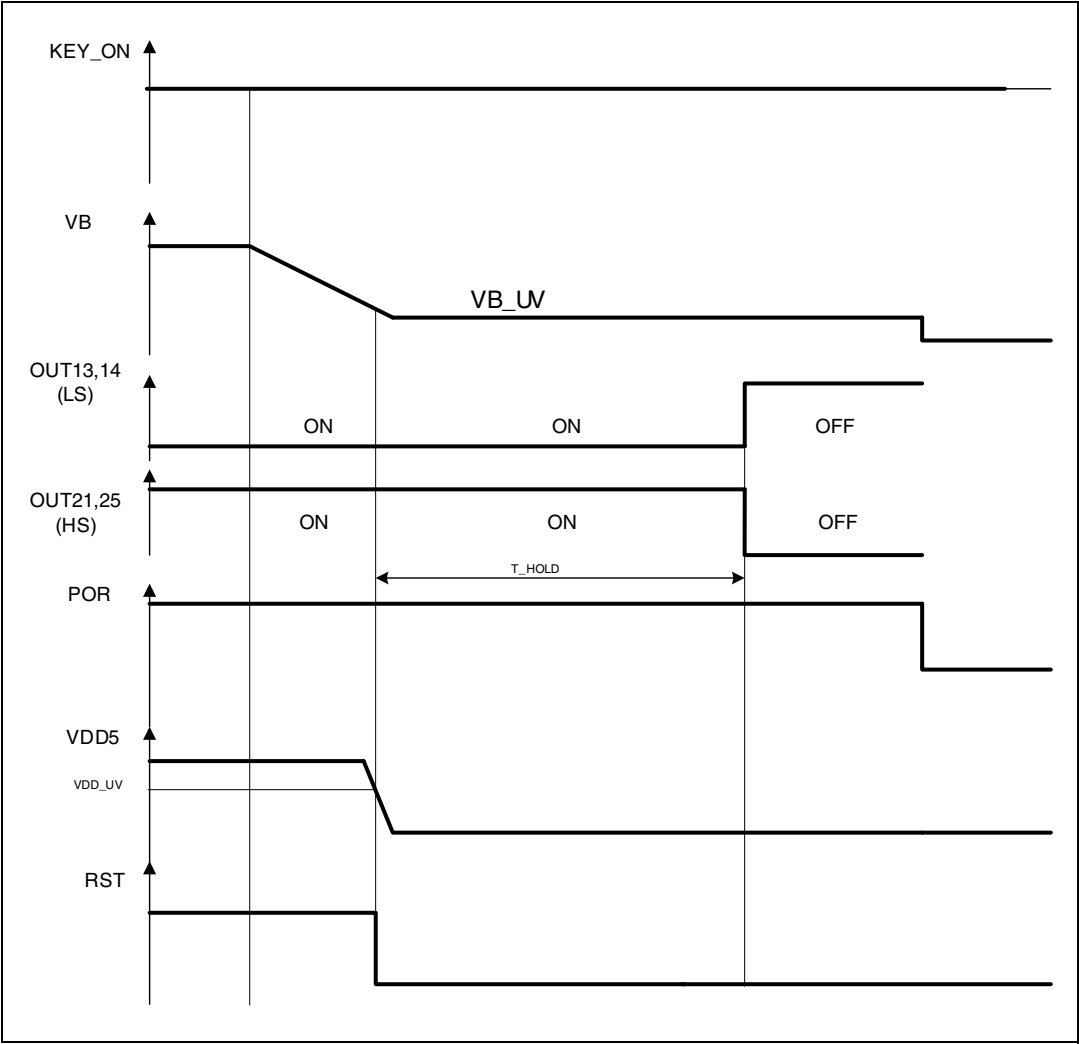 KEY_ON
VB
VB_UV
OUT13,14
(LS)
ON
ON
OFF
OUT21,25
(HS)
ON
ON
OFF
T_HOLD
POR
VDD5
VDD_UV
RST